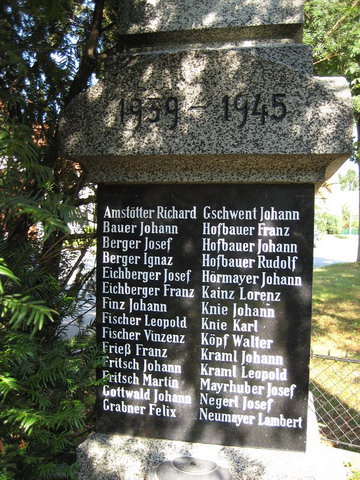 1939 - 1945
Amstötter Richard
Bauer Johann
Berger Josef
Berger Ignaz
Eichberger Josef
Eichberger Franz
Finz Johann
Fischer Leopold
Fischer Vinzenz
Frieß Franz
Fritsch Johann
Fritsch Martin
Gottwald Johann
Grabner Felix
Gschwent Johann
Hofbauer Franz
Hofbauer Johann
Hofbauer Rudolf
Hörmayer Johann
Kainz Lorenz
Knie Johann
Knie Karl
Köpf Walter
Kraml Johann
Kraml Leopold
Mayrhuber Josef
Negerl Josef
Neumayer Lambert